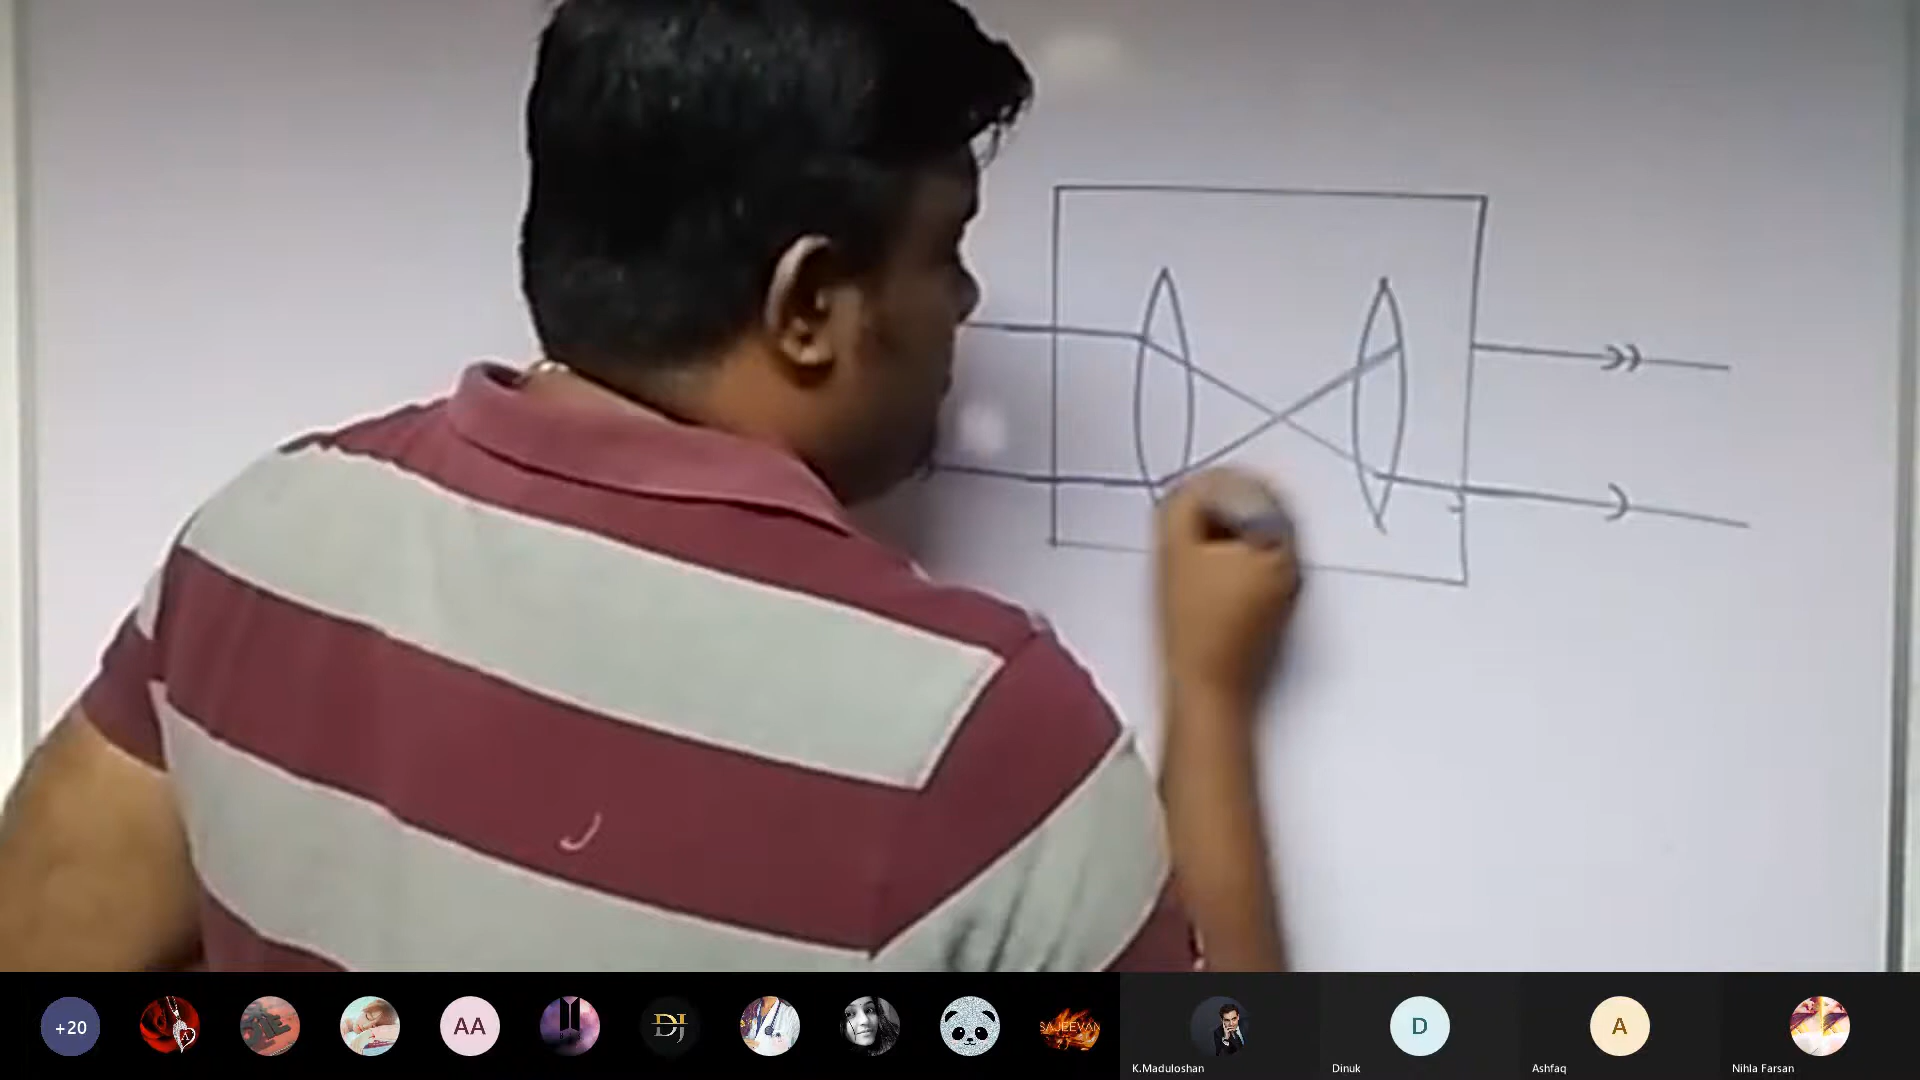 +20
AA
DJ
SAJEEVAN
D
A
K.Maduloshan
Dinuk
Ashfaq
Nihla Farsan